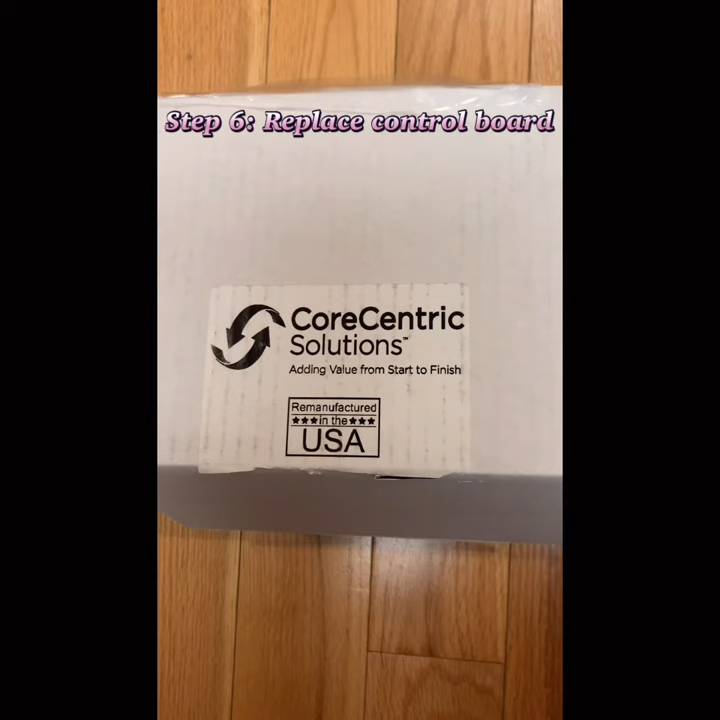 Step 6: Replace control board
CoreCentric
Solutions™
Adding Value from Start to Finish
Remanufactured
★★★in the★★★
USA